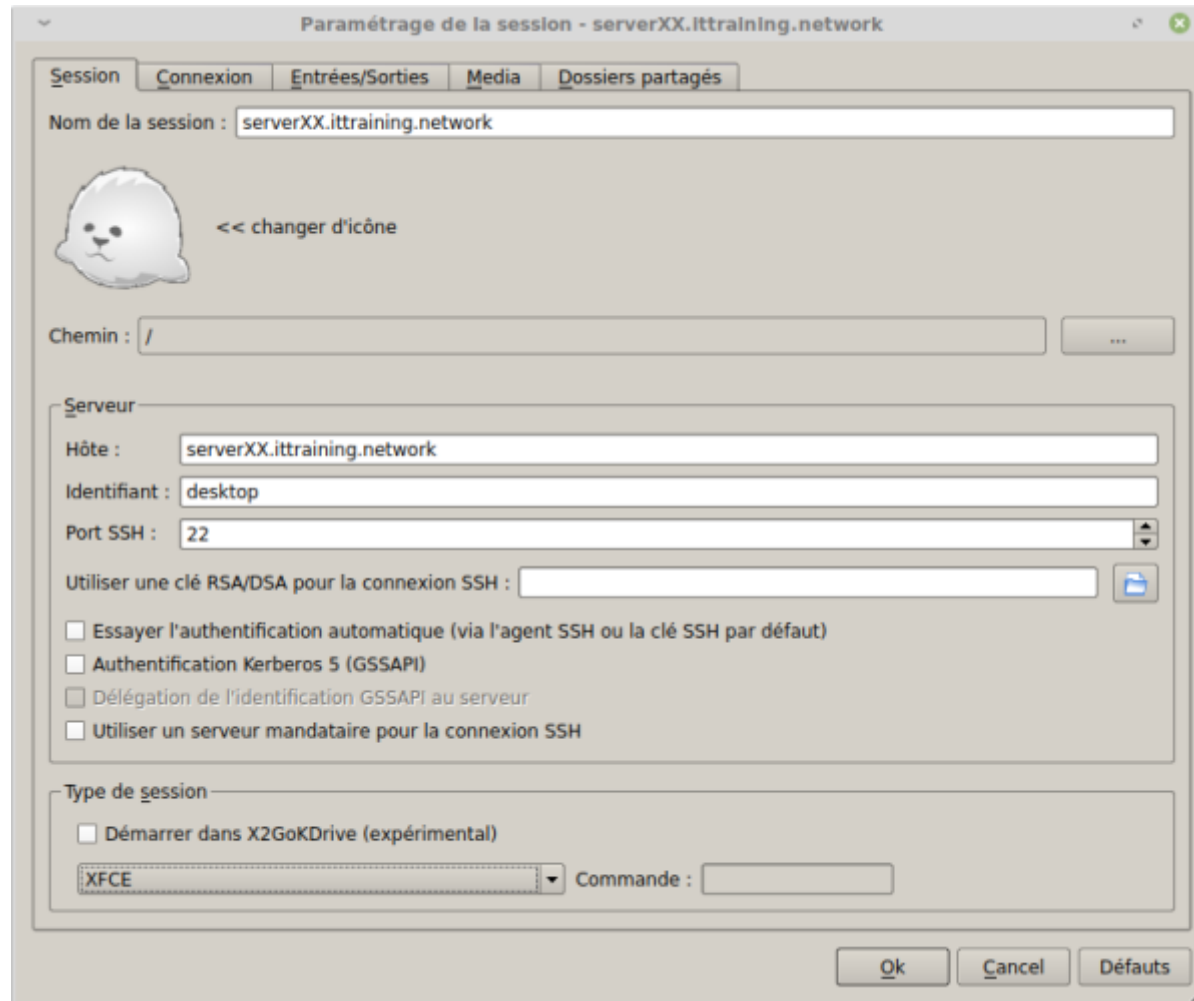 Paramétrage de la session - serverXX.ittraining.network
Session Connexion Entrées/Sorties Media Dossiers partagés
Nom de la session : serverXX.ittraining.network
<< changer d'icône
Chemin : / ...
Serveur
Hôte : serverXX.ittraining.network
Identifiant : desktop
Port SSH : 22
Utiliser une clé RSA/DSA pour la connexion SSH :
Essayer l'authentification automatique (via l'agent SSH ou la clé SSH par défaut)
Authentification Kerberos 5 (GSSAPI)
Délégation de l'identification GSSAPI au serveur
Utiliser un serveur mandataire pour la connexion SSH
Type de session
Démarrer dans X2GoKDrive (expérimental)
XFCE Commande :
Ok Cancel Défauts